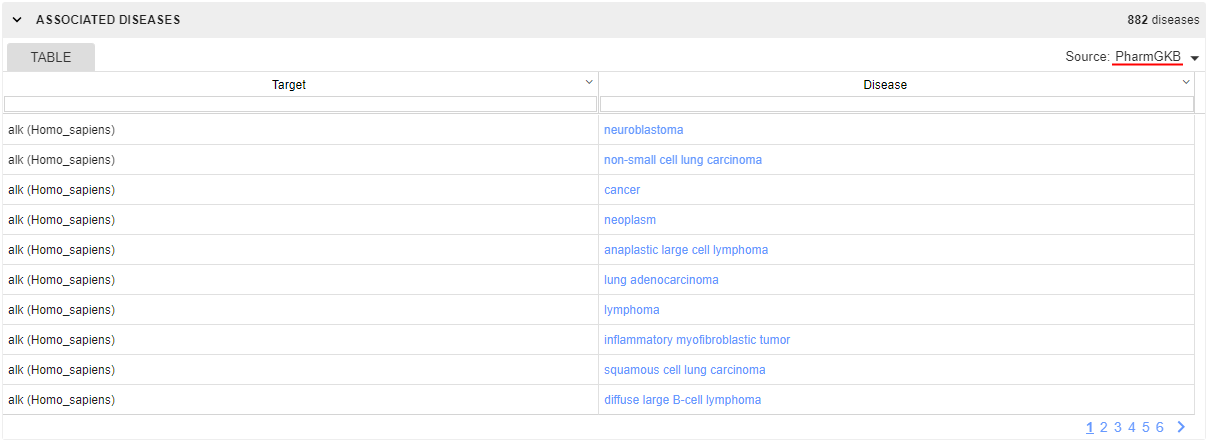 ASSOCIATED DISEASES 882 diseases
TABLE Source: PharmGKB
Target Disease
alk (Homo_sapiens) neuroblastoma
alk (Homo_sapiens) non-small cell lung carcinoma
alk (Homo_sapiens) cancer
alk (Homo_sapiens) neoplasm
alk (Homo_sapiens) anaplastic large cell lymphoma
alk (Homo_sapiens) lung adenocarcinoma
alk (Homo_sapiens) lymphoma
alk (Homo_sapiens) inflammatory myofibroblastic tumor
alk (Homo_sapiens) squamous cell lung carcinoma
alk (Homo_sapiens) diffuse large B-cell lymphoma
1 2 3 4 5 6